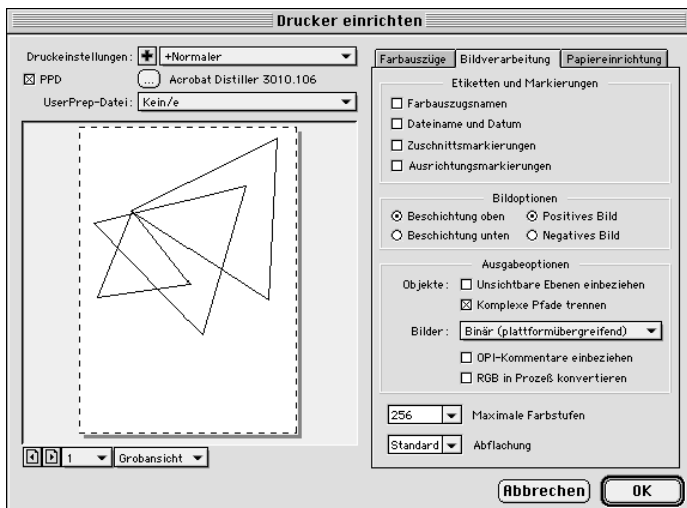 Drucker einrichten
Druckeinstellungen: +Normaler
PPD ... Acrobat Distiller 3010.106
UserPrep-Datei: Kein/e
1 Grobansicht
Farbauszüge Bildverarbeitung Papiereinrichtung
Etiketten und Markierungen
Farbauszugsnamen
Dateiname und Datum
Zuschnittsmarkierungen
Ausrichtungsmarkierungen
Bildoptionen
Beschichtung oben Positives Bild
Beschichtung unten Negatives Bild
Ausgabeoptionen
Objekte: Unsichtbare Ebenen einbeziehen
Komplexe Pfade trennen
Bilder: Binär (plattformübergreifend)
OPI-Kommentare einbeziehen
RGB in Prozeß konvertieren
256 Maximale Farbstufen
Standard Abflachung
Abbrechen OK